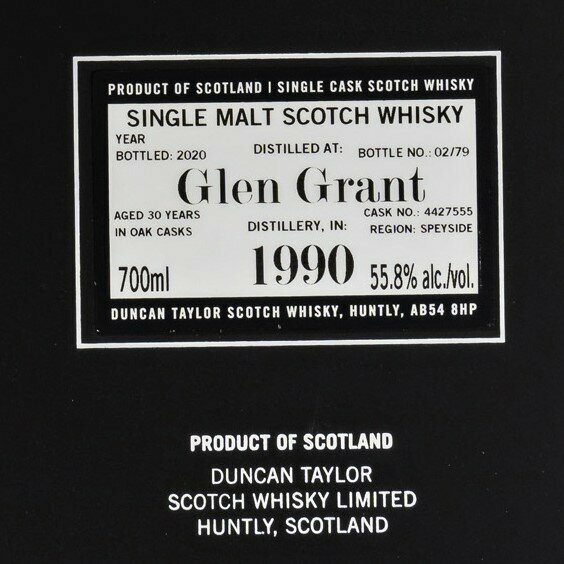 PRODUCT OF SCOTLAND | SINGLE CASK SCOTCH WHISKY
SINGLE MALT SCOTCH WHISKY
YEAR
BOTTLED: 2020
DISTILLED AT:
BOTTLE NO.: 02/79
Glen Grant
AGED 30 YEARS
IN OAK CASKS
DISTILLERY, IN:
CASK NO.: 4427555
REGION: SPEYSIDE
700ml
1990
55.8% alc./vol.
DUNCAN TAYLOR SCOTCH WHISKY, HUNTLY, AB54 8HP
PRODUCT OF SCOTLAND
DUNCAN TAYLOR
SCOTCH WHISKY LIMITED
HUNTLY, SCOTLAND